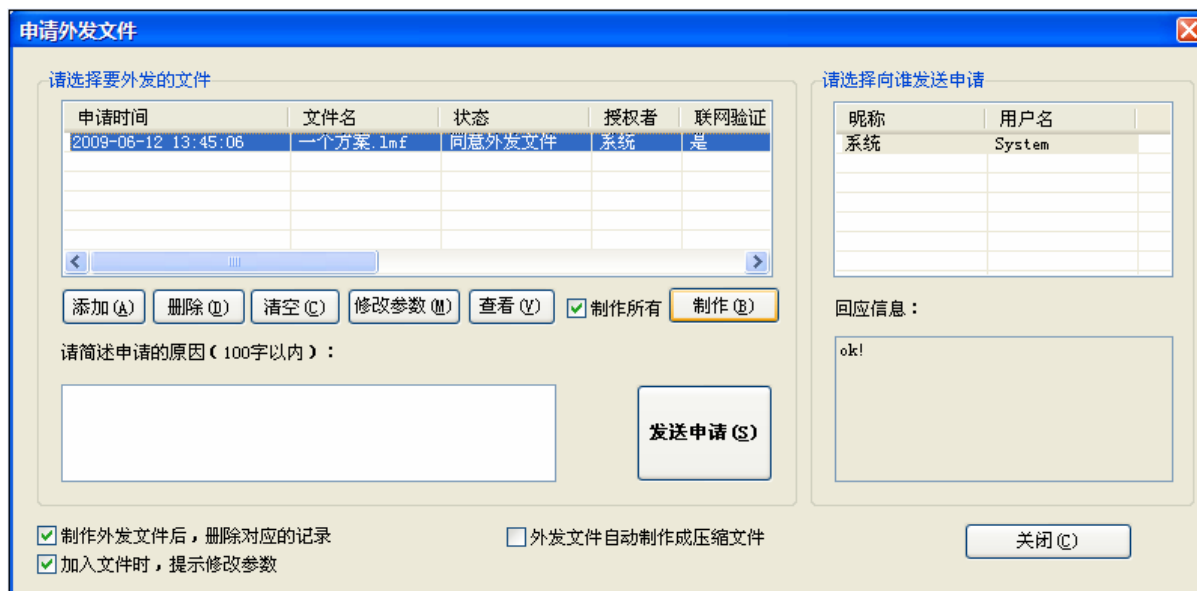 申请外发文件
请选择要外发的文件
申请时间 文件名 状态 授权者 联网验证
2009-06-12 13:45:06 一个方案.lmf 同意外发文件 系统 是
添加(A) 删除(D) 清空(C) 修改参数(M) 查看(V) 制作所有 制作(B)
请简述申请的原因(100字以内):
发送申请(S)
请选择向谁发送申请
昵称 用户名
系统 System
回应信息:
ok!
制作外发文件后,删除对应的记录 外发文件自动制作成压缩文件 关闭(C)
加入文件时,提示修改参数